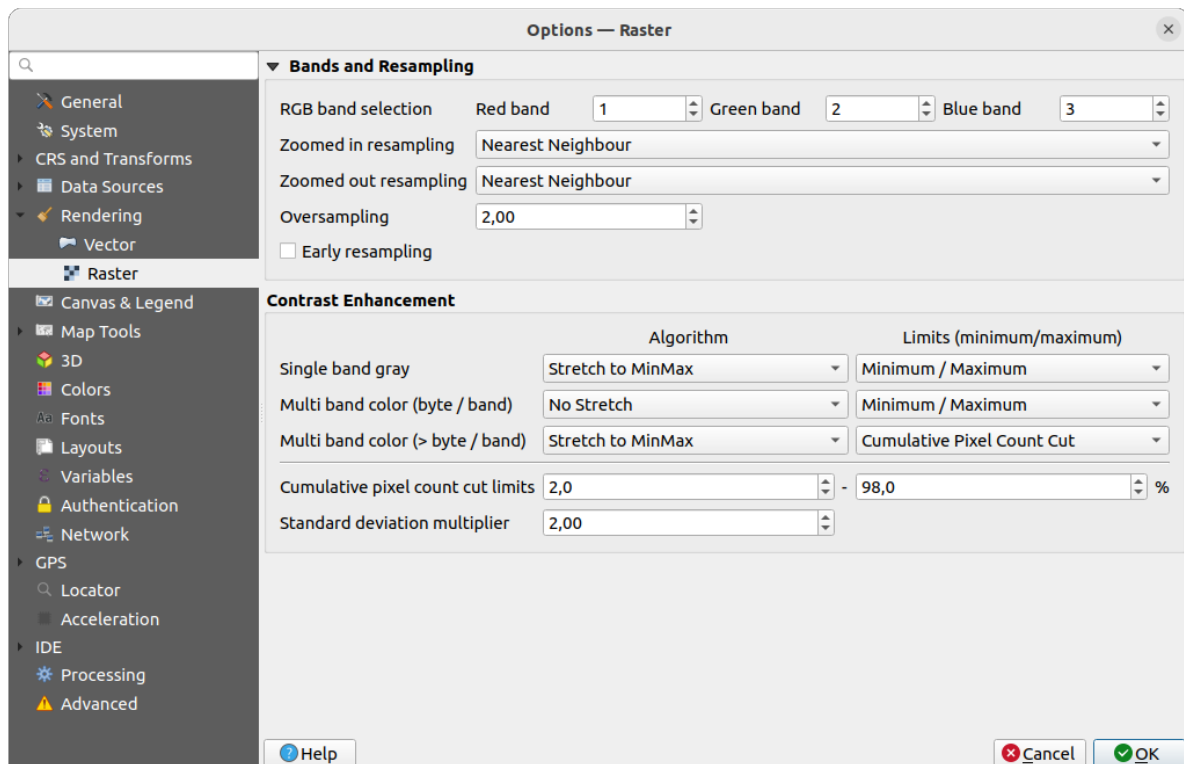 Options — Raster
General
System
CRS and Transforms
Data Sources
Rendering
Vector
Raster
Canvas & Legend
Map Tools
3D
Colors
Fonts
Layouts
Variables
Authentication
Network
GPS
Locator
Acceleration
IDE
Processing
Advanced
Bands and Resampling
RGB band selection Red band 1 Green band 2 Blue band 3
Zoomed in resampling Nearest Neighbour
Zoomed out resampling Nearest Neighbour
Oversampling 2,00
Early resampling
Contrast Enhancement
Algorithm Limits (minimum/maximum)
Single band gray Stretch to MinMax Minimum / Maximum
Multi band color (byte / band) No Stretch Minimum / Maximum
Multi band color (> byte / band) Stretch to MinMax Cumulative Pixel Count Cut
Cumulative pixel count cut limits 2,0 - 98,0 %
Standard deviation multiplier 2,00
Help Cancel OK